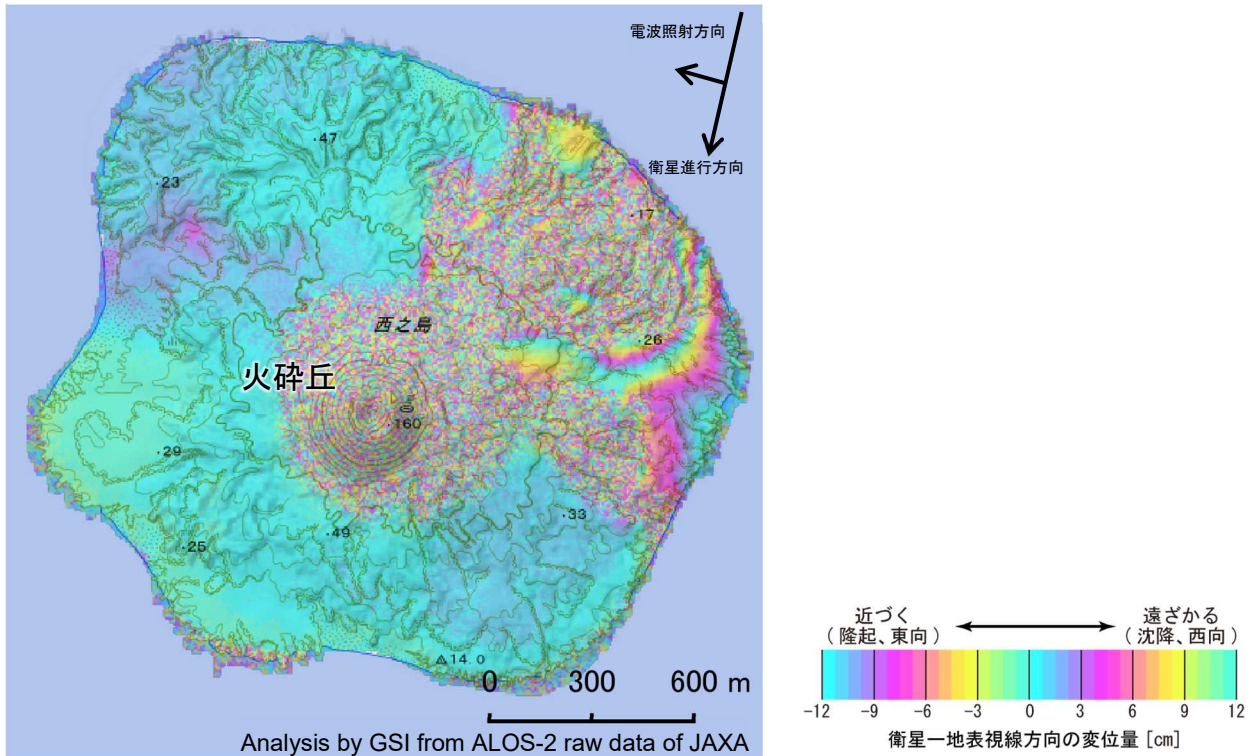 電波照射方向
衛星進行方向
・47
・23
・17
西之島
・26
火砕丘
100
・160
・29
・33
・49
・25
△14.0
0 300 600 m
Analysis by GSI from ALOS-2 raw data of JAXA
近づく
(隆起、東向)
遠ざかる
(沈降、西向)
-12 -9 -6 -3 0 3 6 9 12
衛星―地表視線方向の変位量 [cm]